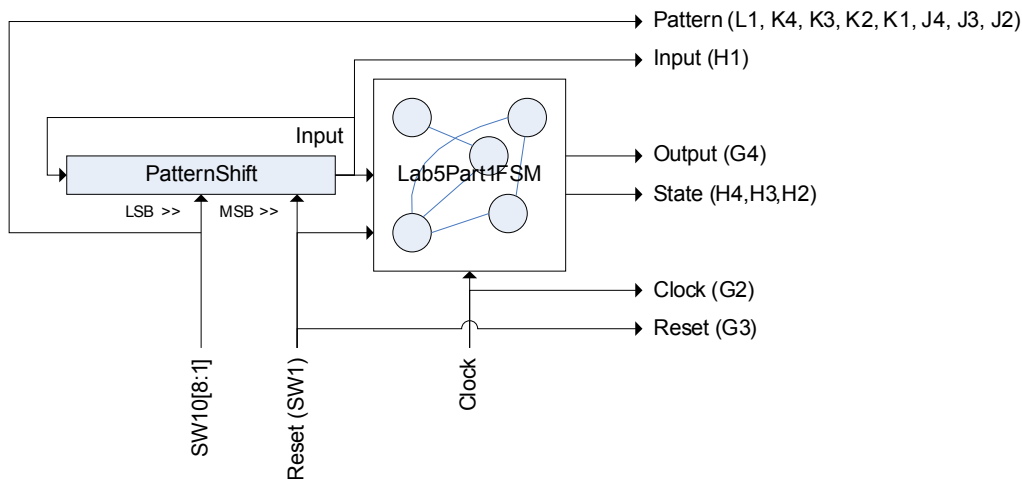 Pattern (L1, K4, K3, K2, K1, J4, J3, J2)
Input (H1)
Input
PatternShift
LSB >>
MSB >>
Lab5Part1FSM
Output (G4)
State (H4,H3,H2)
Clock (G2)
Reset (G3)
SW10[8:1]
Reset (SW1)
Clock